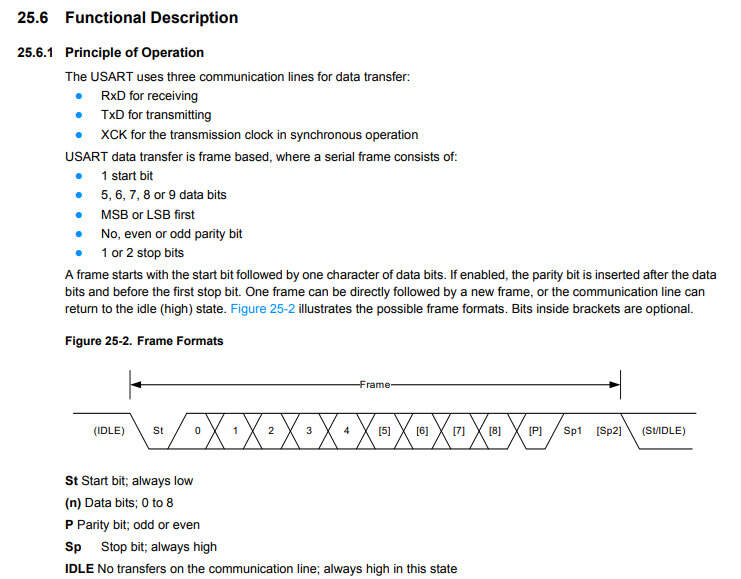 25.6 Functional Description
25.6.1 Principle of Operation
The USART uses three communication lines for data transfer:
● RxD for receiving
● TxD for transmitting
● XCK for the transmission clock in synchronous operation
USART data transfer is frame based, where a serial frame consists of:
● 1 start bit
● 5, 6, 7, 8 or 9 data bits
● MSB or LSB first
● No, even or odd parity bit
● 1 or 2 stop bits
A frame starts with the start bit followed by one character of data bits. If enabled, the parity bit is inserted after the data
bits and before the first stop bit. One frame can be directly followed by a new frame, or the communication line can
return to the idle (high) state. Figure 25-2 illustrates the possible frame formats. Bits inside brackets are optional.
Figure 25-2. Frame Formats
Frame
(IDLE) St 0 1 2 3 4 [5] [6] [7] [8] [P] Sp1 [Sp2] (St/IDLE)
St Start bit; always low
(n) Data bits; 0 to 8
P Parity bit; odd or even
Sp Stop bit; always high
IDLE No transfers on the communication line; always high in this state